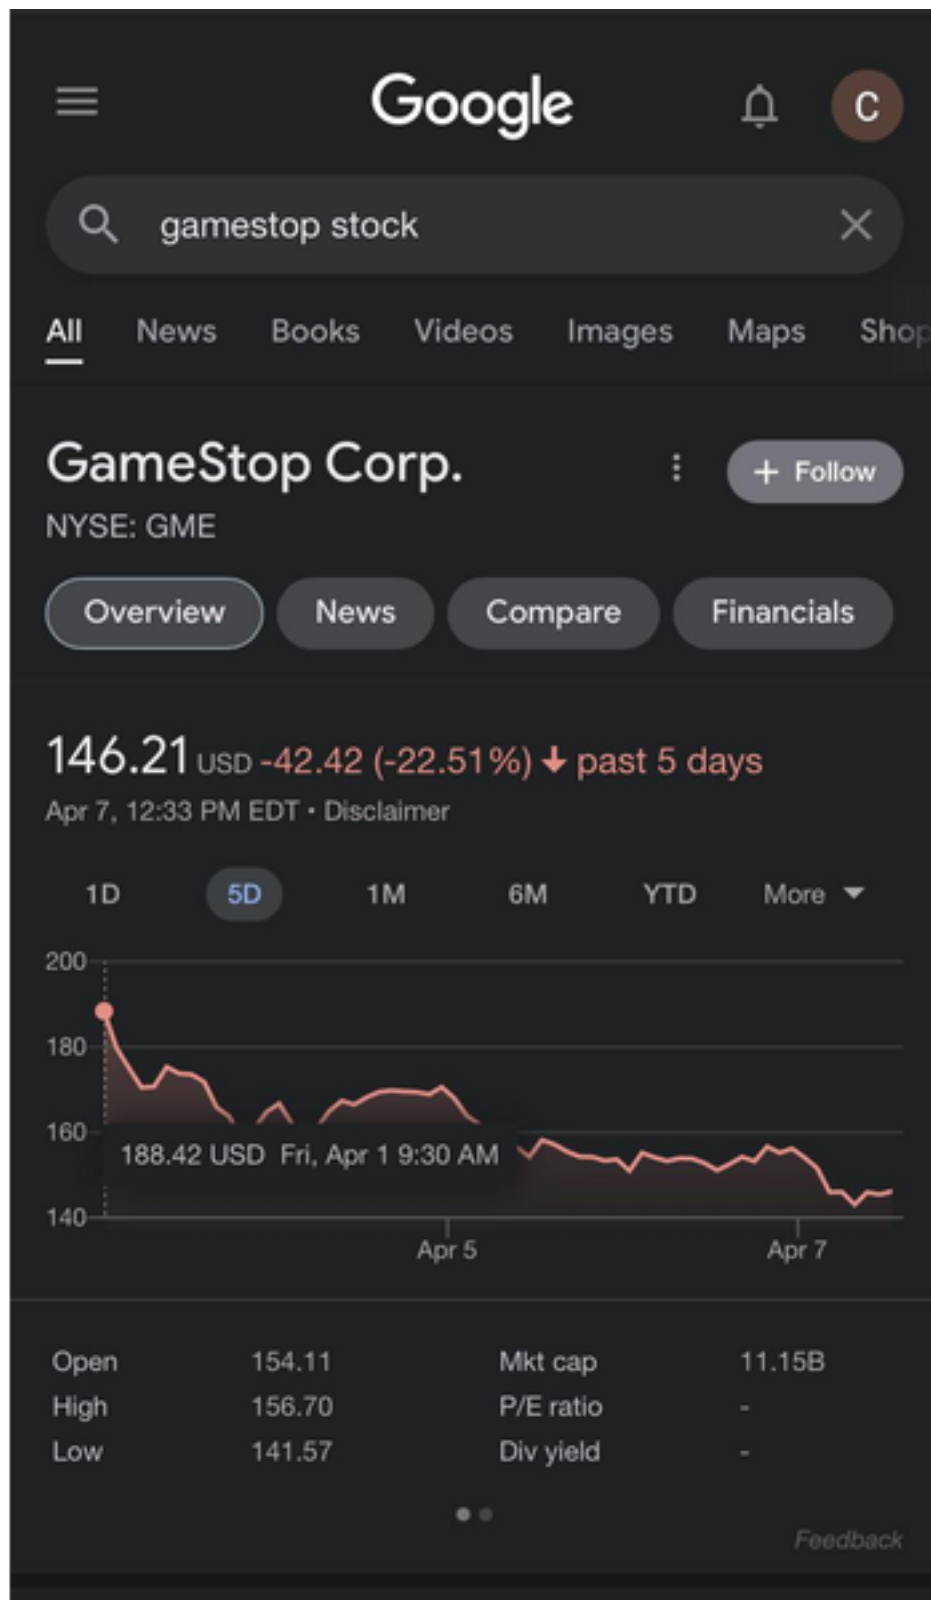 Google
C
gamestop stock
All News Books Videos Images Maps Shop
GameStop Corp.
+ Follow
NYSE: GME
Overview News Compare Financials
146.21 USD -42.42 (-22.51%) ↓ past 5 days
Apr 7, 12:33 PM EDT • Disclaimer
1D 5D 1M 6M YTD More
200
180
160
188.42 USD Fri, Apr 1 9:30 AM
140
Apr 5 Apr 7
Open 154.11 Mkt cap 11.15B
High 156.70 P/E ratio -
Low 141.57 Div yield -
Feedback